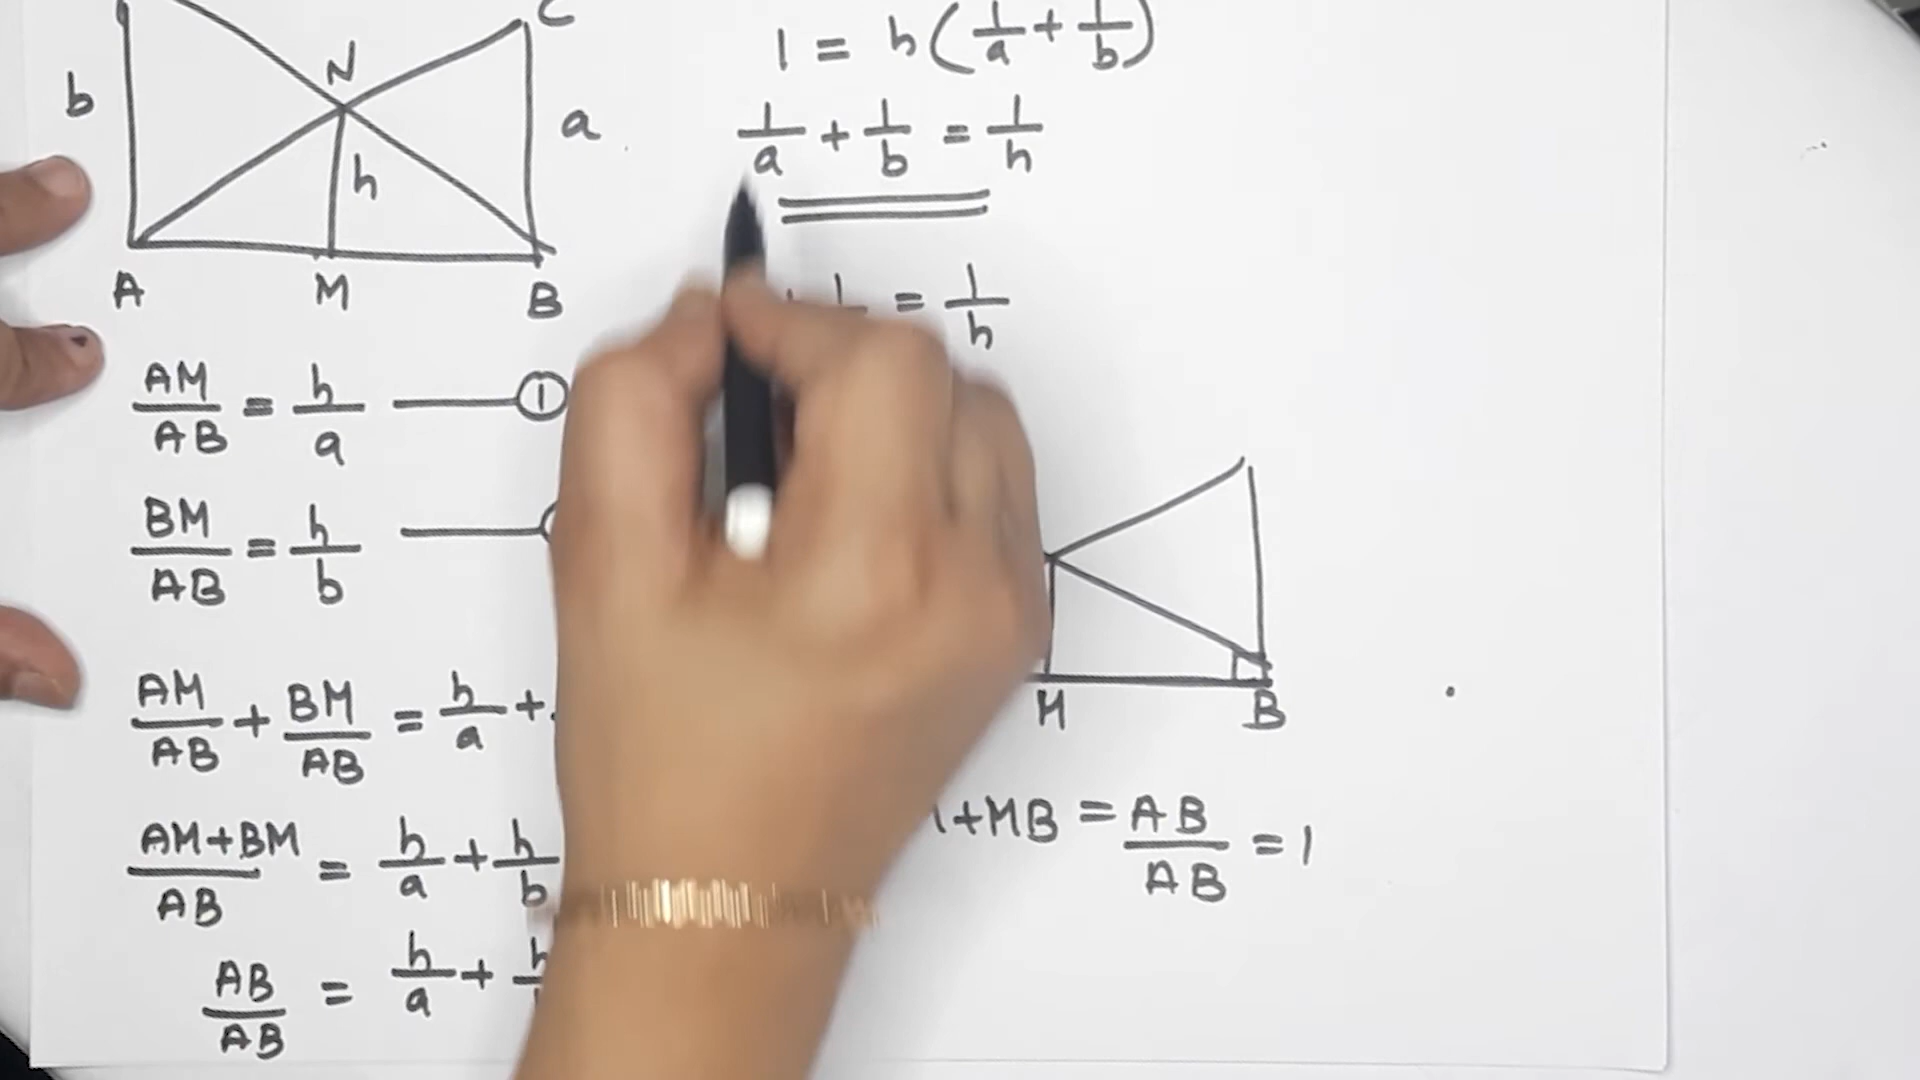 C
N
b
a
h
A M B
AM/AB = h/a —— ①
BM/AB = h/b ——
AM/AB + BM/AB = h/a +
AM+BM/AB = h/a + h/b
AB/AB = h/a +
1 = h(1/a + 1/b)
1/a + 1/b = 1/h
= 1/h
M B
+MB = AB/AB = 1